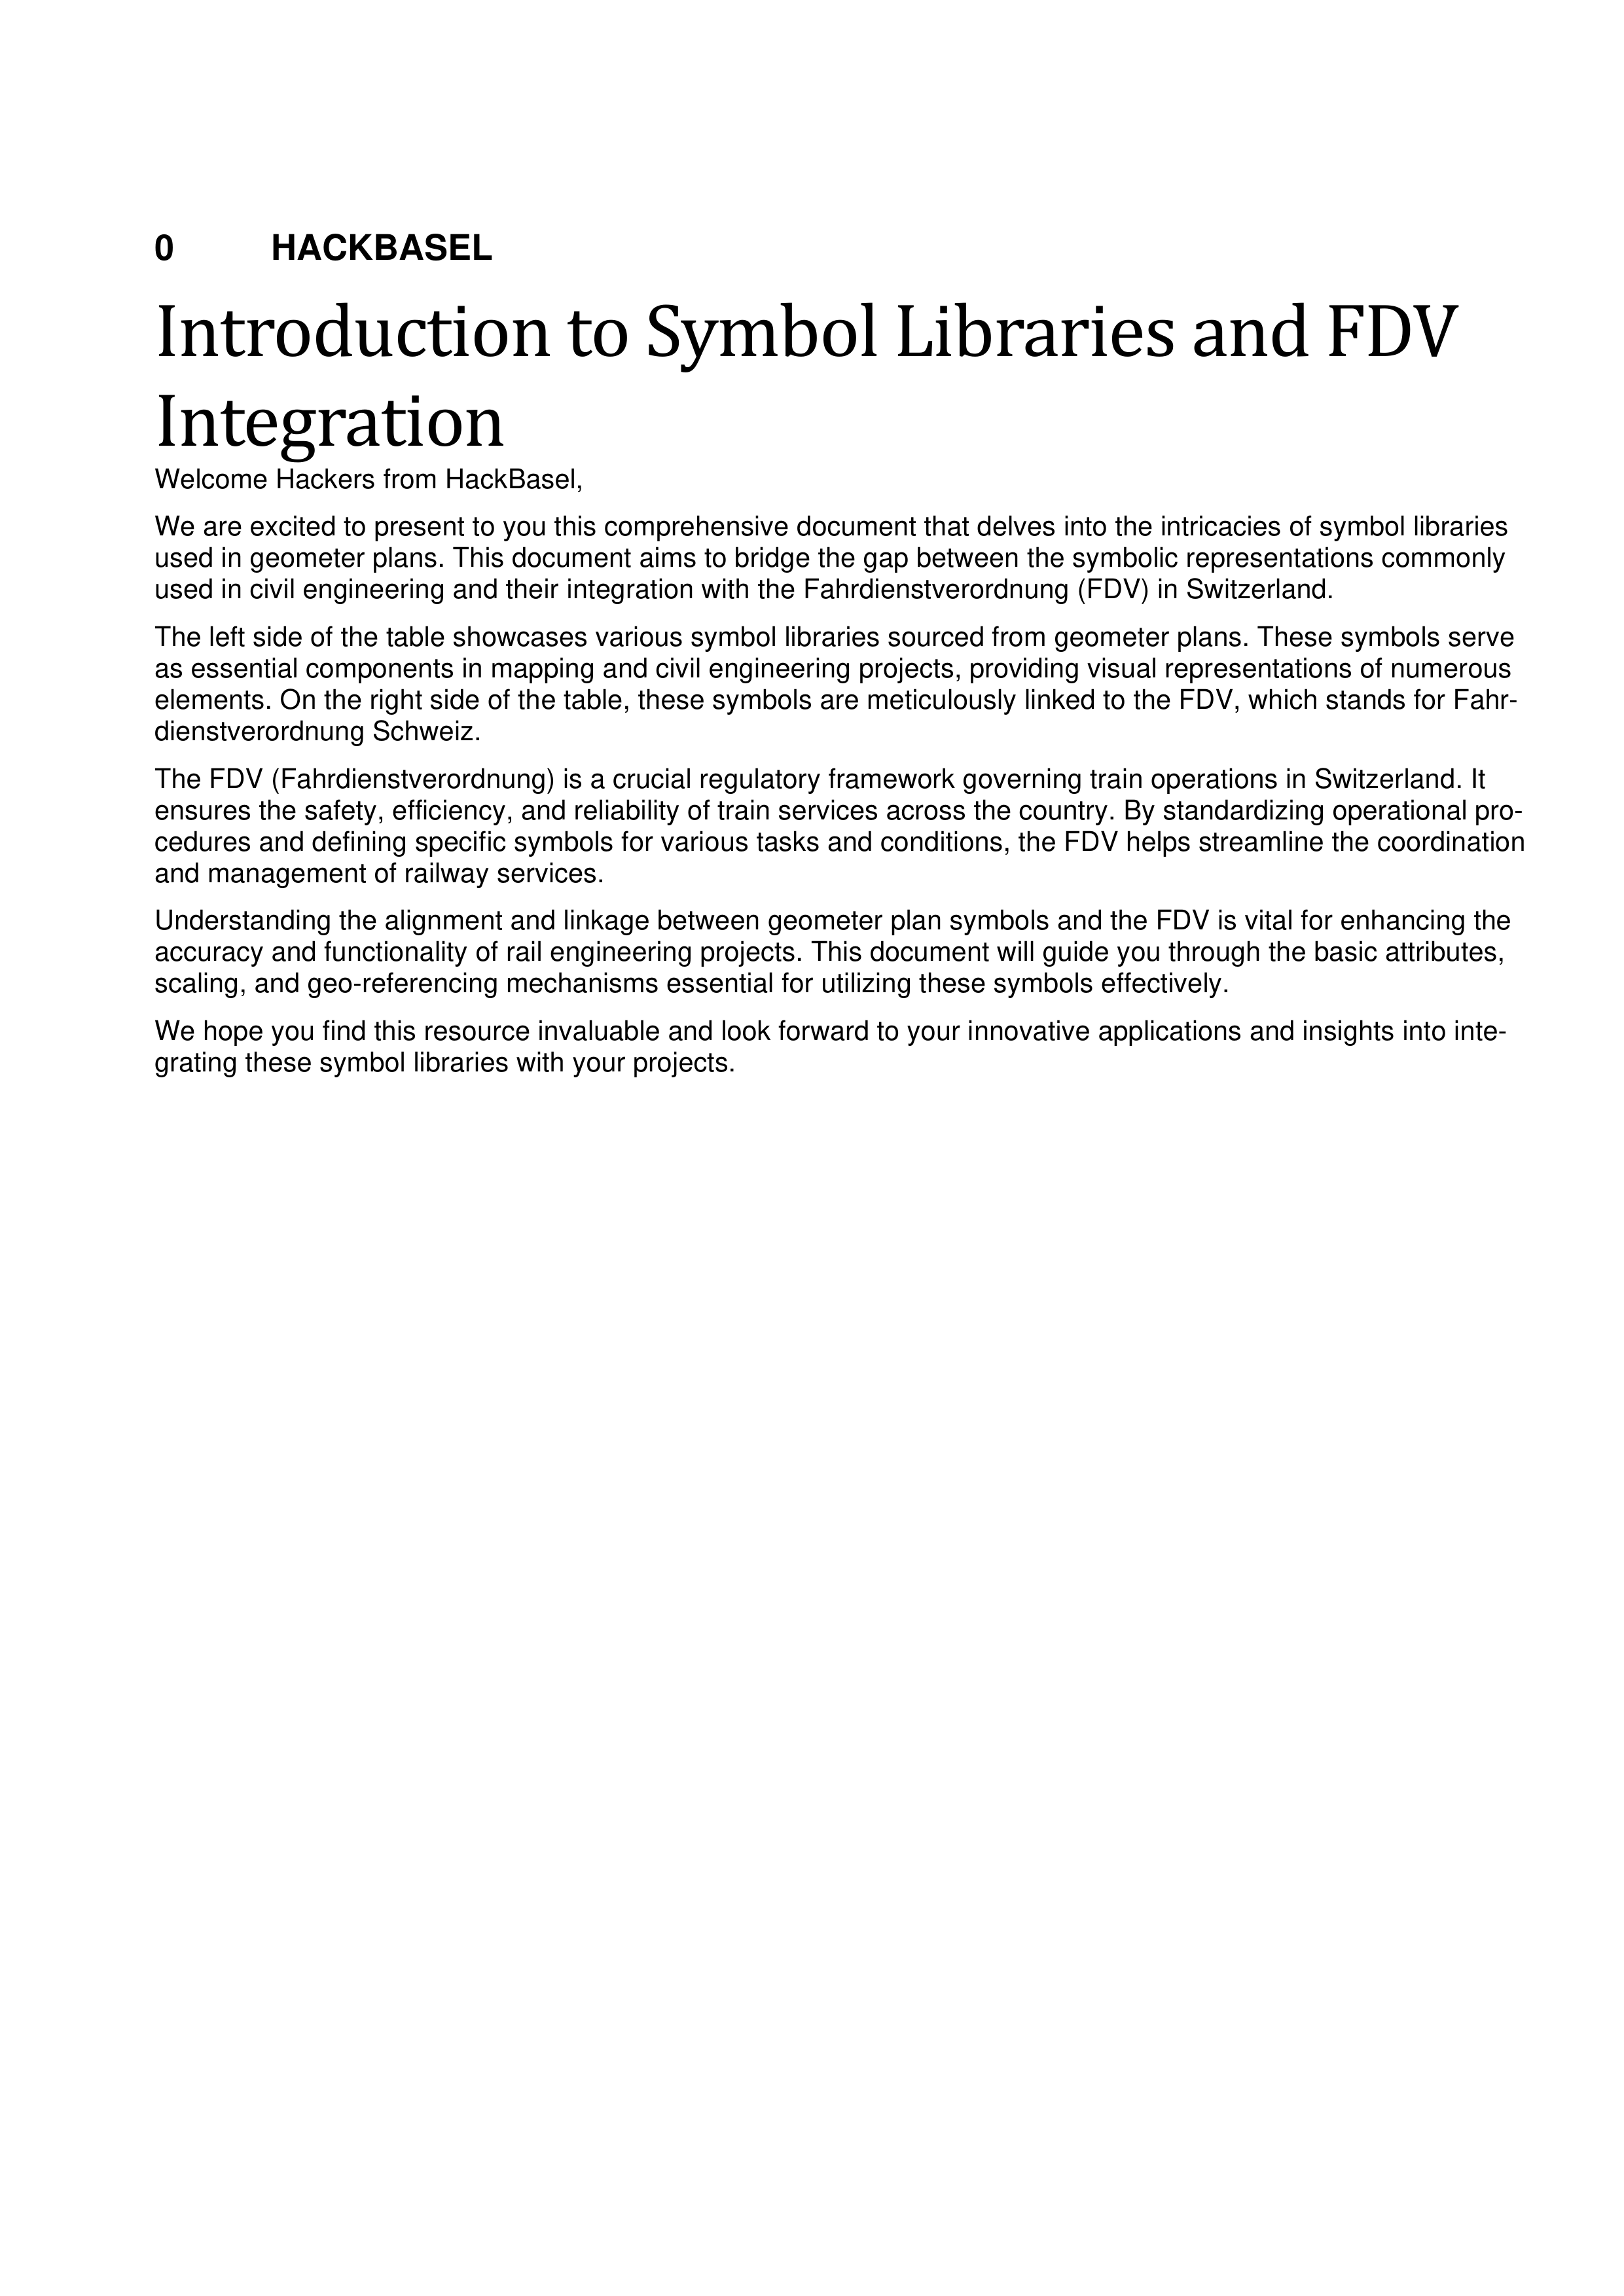 0 HACKBASEL
Introduction to Symbol Libraries and FDV
Integration
Welcome Hackers from HackBasel,
We are excited to present to you this comprehensive document that delves into the intricacies of symbol libraries
used in geometer plans. This document aims to bridge the gap between the symbolic representations commonly
used in civil engineering and their integration with the Fahrdienstverordnung (FDV) in Switzerland.
The left side of the table showcases various symbol libraries sourced from geometer plans. These symbols serve
as essential components in mapping and civil engineering projects, providing visual representations of numerous
elements. On the right side of the table, these symbols are meticulously linked to the FDV, which stands for Fahr-
dienstverordnung Schweiz.
The FDV (Fahrdienstverordnung) is a crucial regulatory framework governing train operations in Switzerland. It
ensures the safety, efficiency, and reliability of train services across the country. By standardizing operational pro-
cedures and defining specific symbols for various tasks and conditions, the FDV helps streamline the coordination
and management of railway services.
Understanding the alignment and linkage between geometer plan symbols and the FDV is vital for enhancing the
accuracy and functionality of rail engineering projects. This document will guide you through the basic attributes,
scaling, and geo-referencing mechanisms essential for utilizing these symbols effectively.
We hope you find this resource invaluable and look forward to your innovative applications and insights into inte-
grating these symbol libraries with your projects.